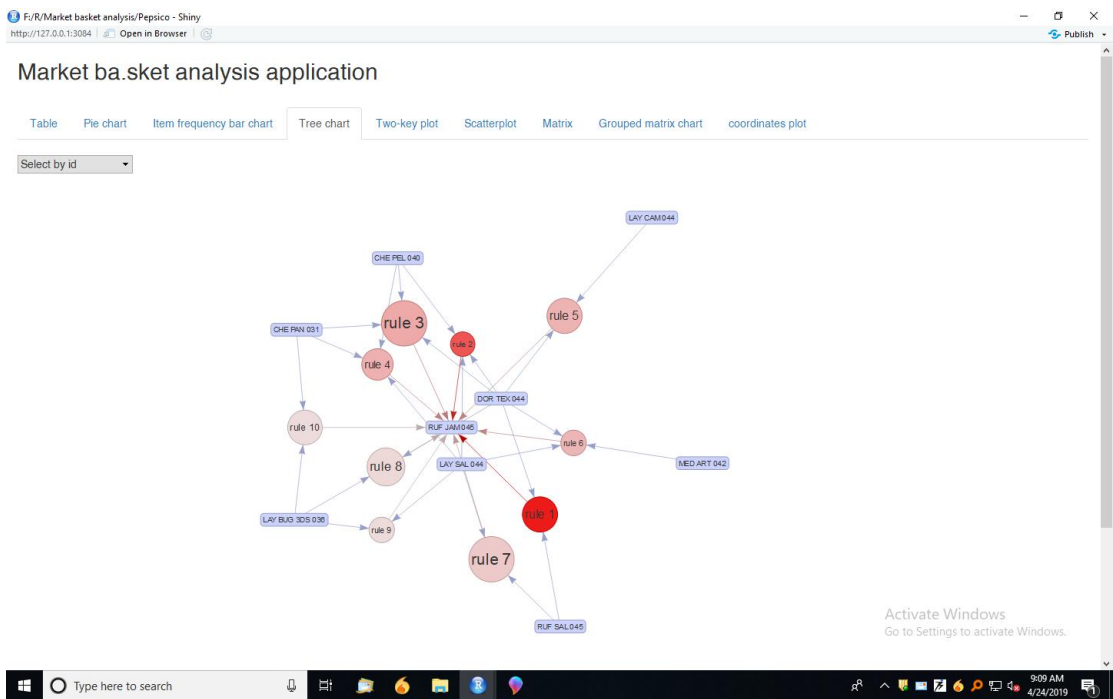 F:/R/Market basket analysis/Pepsico - Shiny
http://127.0.0.1:3084 Open in Browser Publish
Market ba.sket analysis application
Table Pie chart Item frequency bar chart Tree chart Two-key plot Scatterplot Matrix Grouped matrix chart coordinates plot
Select by id
LAY CAM 044
CHE PEL 040
rule 5
rule 3
CHE PAN 031
rule 2
rule 4
DOR TEX 044
rule 10
RUF JAM 045
rule 6
rule 8
LAY SAL 044
MED ART 042
rule 1
LAY BUG 3DS 036
rule 9
rule 7
RUF SAL 045
Activate Windows
Go to Settings to activate Windows.
Type here to search
9:09 AM
4/24/2019